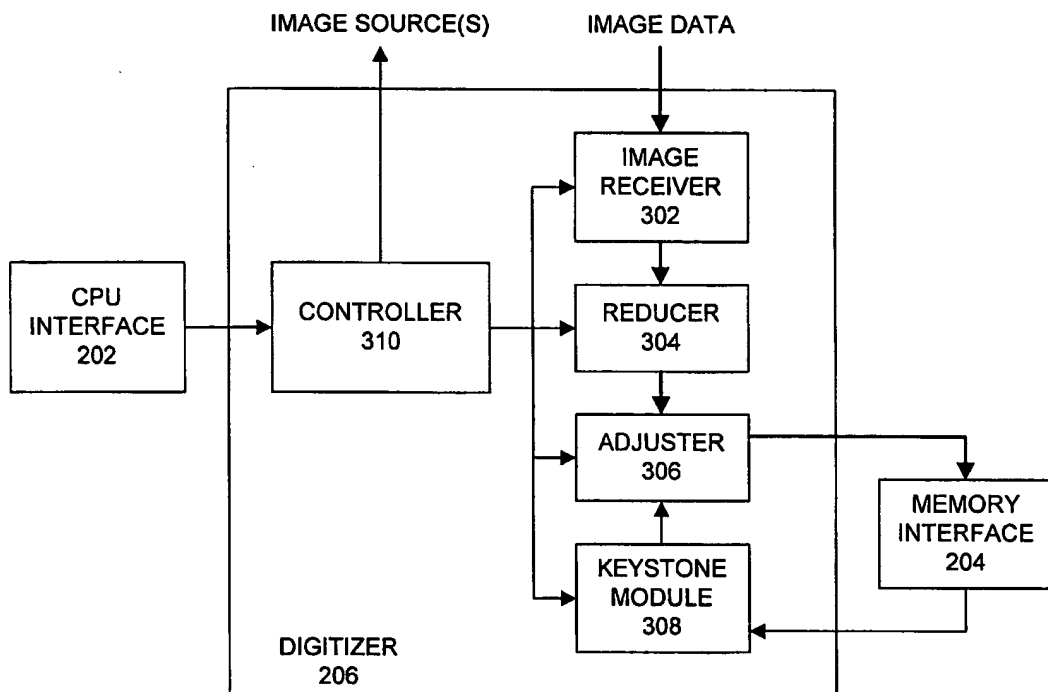 IMAGE SOURCE(S)
IMAGE DATA
IMAGE
RECEIVER
302
CPU
INTERFACE
202
CONTROLLER
310
REDUCER
304
ADJUSTER
306
MEMORY
INTERFACE
204
KEYSTONE
MODULE
308
DIGITIZER
206